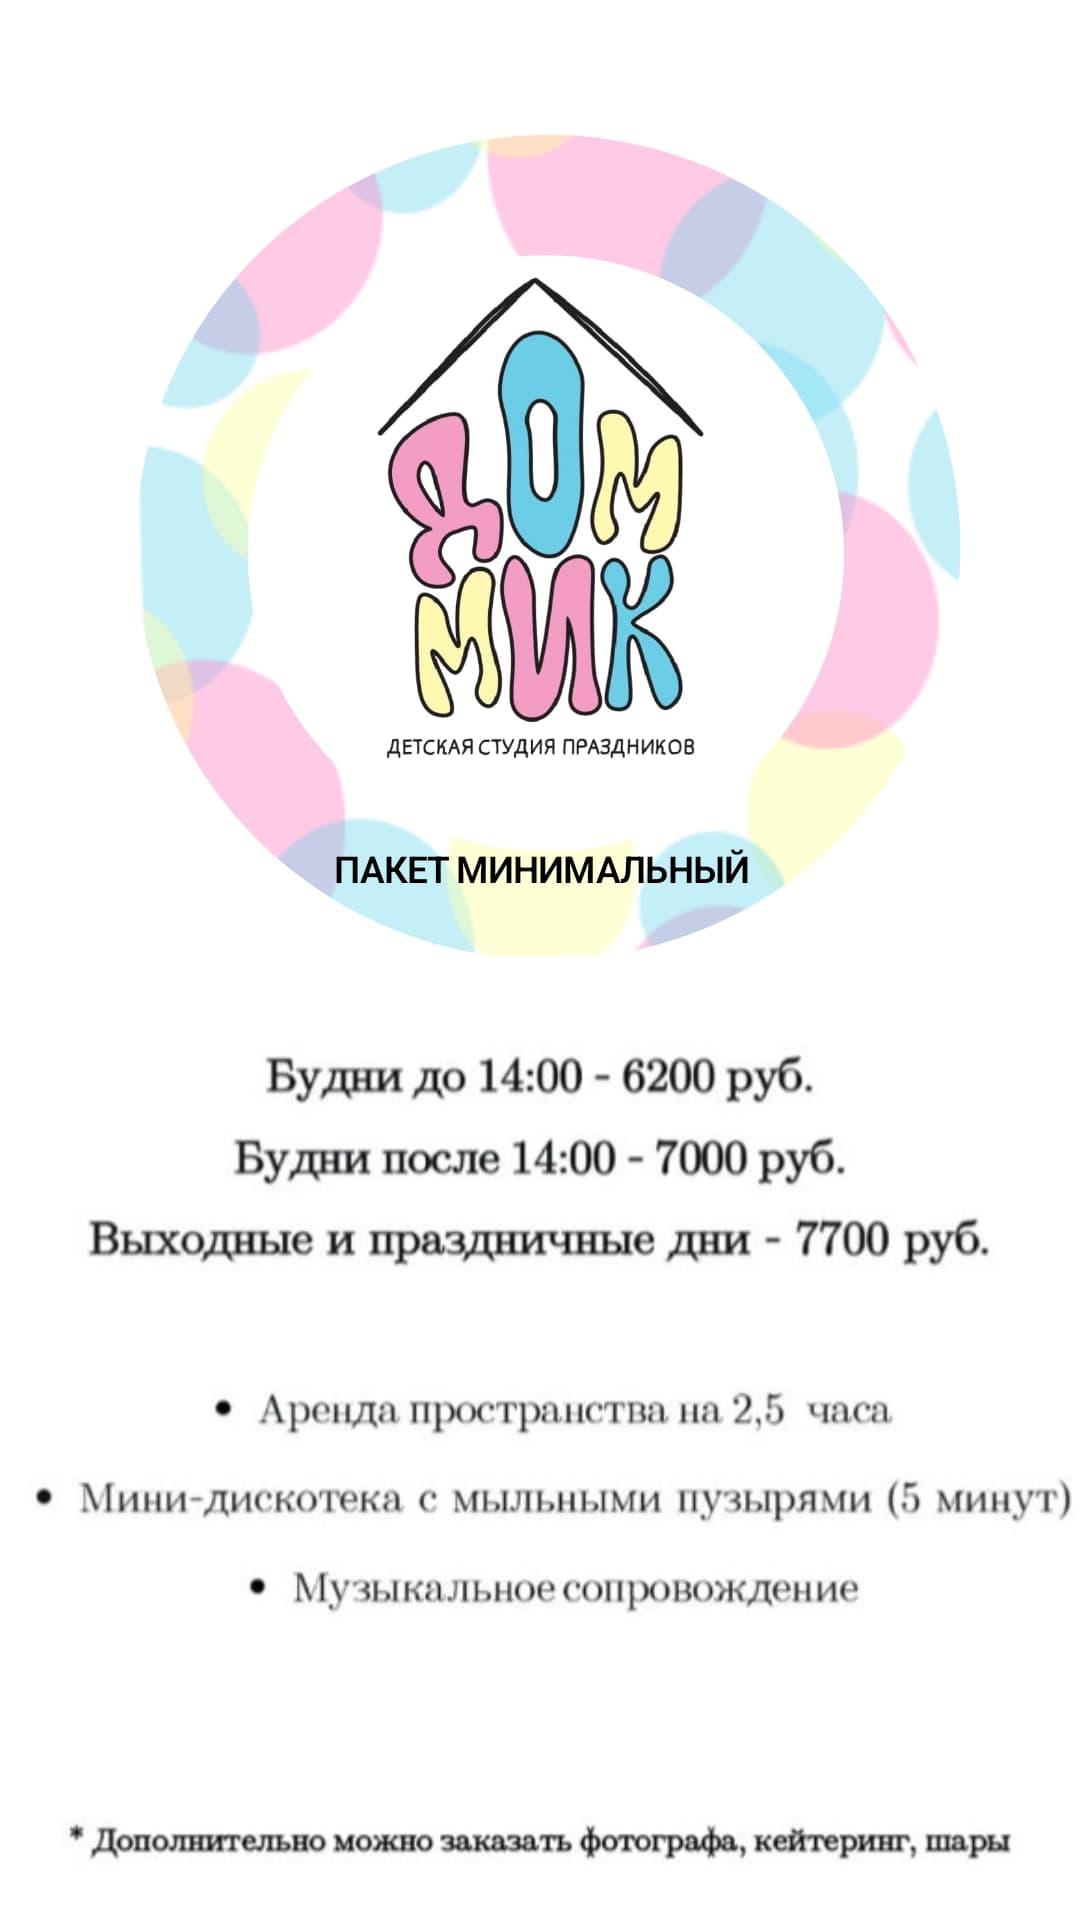 ДОМ
МИК
ДЕТСКАЯ СТУДИЯ ПРАЗДНИКОВ
ПАКЕТ МИНИМАЛЬНЫЙ
Будни до 14:00 - 6200 руб.
Будни после 14:00 - 7000 руб.
Выходные и праздничные дни - 7700 руб.
• Аренда пространства на 2,5 часа
• Мини-дискотека с мыльными пузырями (5 минут)
• Музыкальное сопровождение
* Дополнительно можно заказать фотографа, кейтеринг, шары